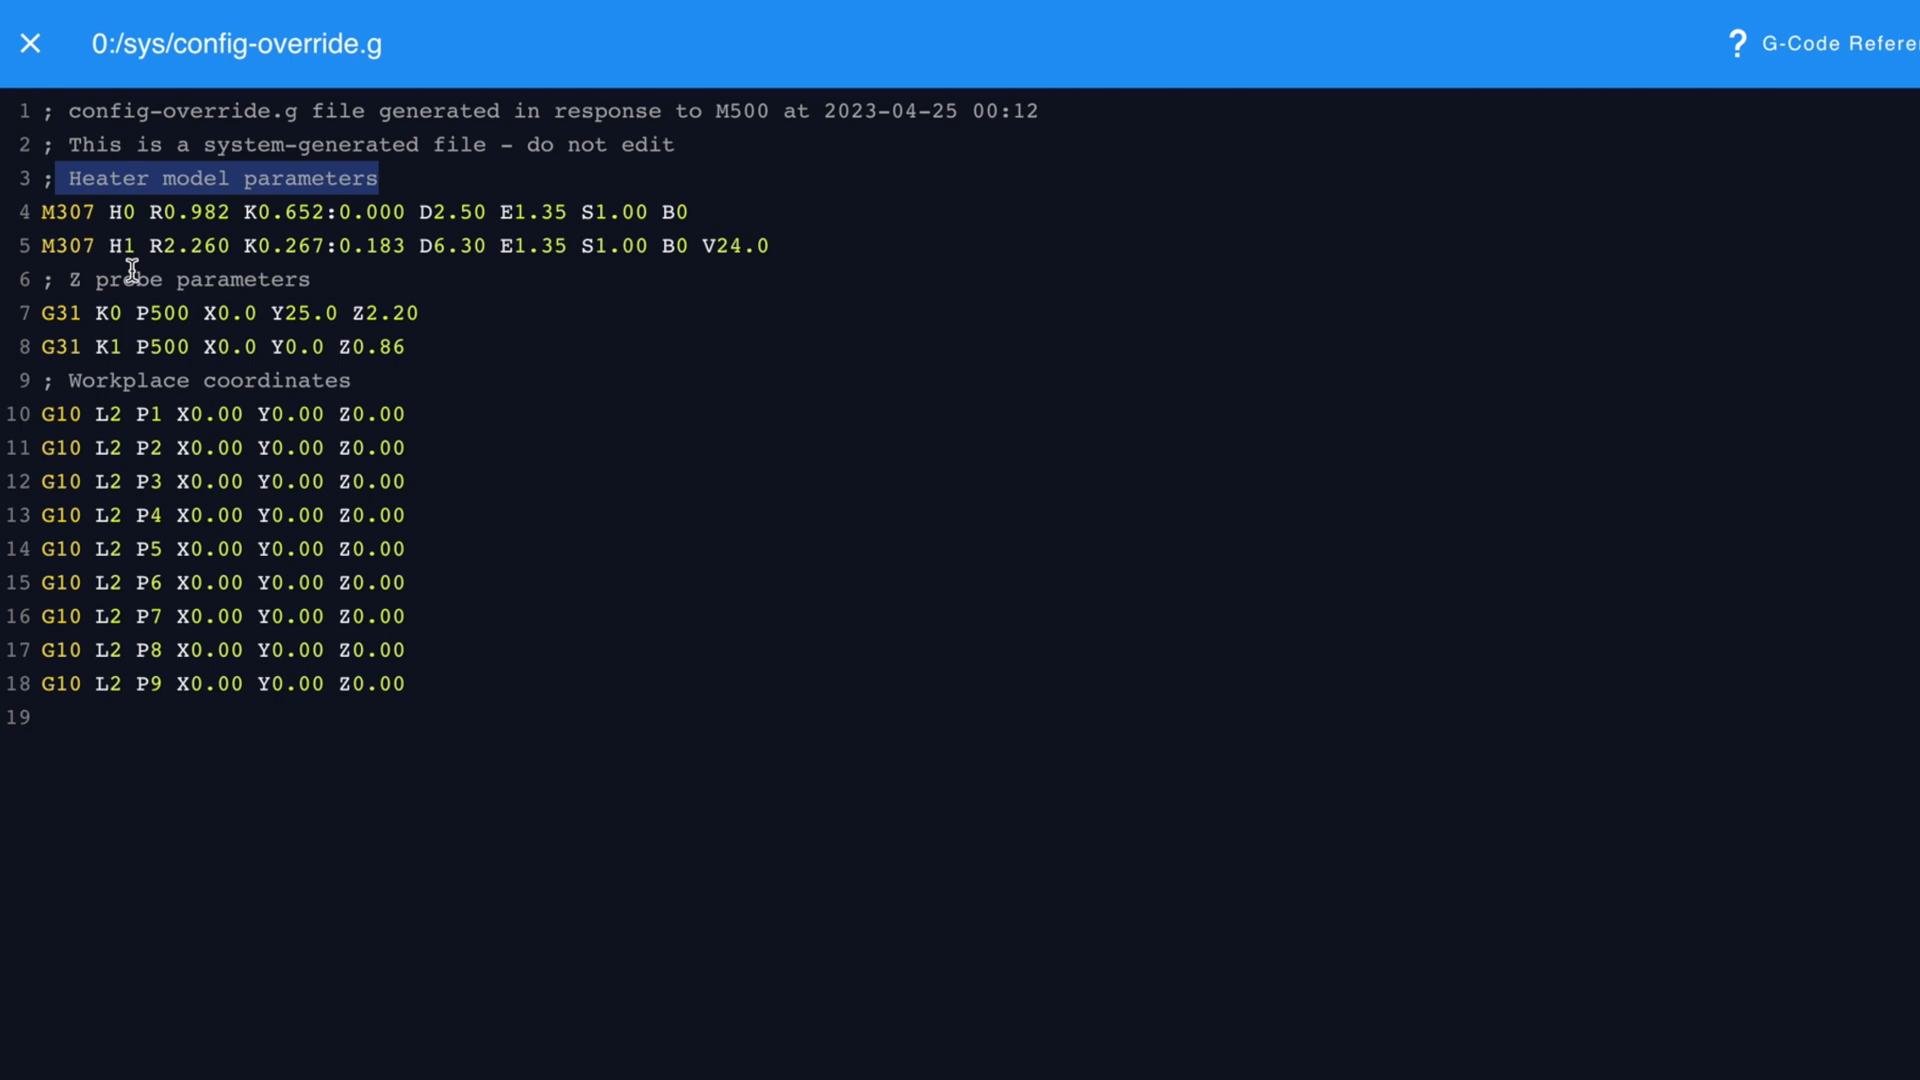 0:/sys/config-override.g
? G-Code Refere
1 ; config-override.g file generated in response to M500 at 2023-04-25 00:12
2 ; This is a system-generated file - do not edit
3 ; Heater model parameters
4 M307 H0 R0.982 K0.652:0.000 D2.50 E1.35 S1.00 B0
5 M307 H1 R2.260 K0.267:0.183 D6.30 E1.35 S1.00 B0 V24.0
6 ; Z probe parameters
7 G31 K0 P500 X0.0 Y25.0 Z2.20
8 G31 K1 P500 X0.0 Y0.0 Z0.86
9 ; Workplace coordinates
10 G10 L2 P1 X0.00 Y0.00 Z0.00
11 G10 L2 P2 X0.00 Y0.00 Z0.00
12 G10 L2 P3 X0.00 Y0.00 Z0.00
13 G10 L2 P4 X0.00 Y0.00 Z0.00
14 G10 L2 P5 X0.00 Y0.00 Z0.00
15 G10 L2 P6 X0.00 Y0.00 Z0.00
16 G10 L2 P7 X0.00 Y0.00 Z0.00
17 G10 L2 P8 X0.00 Y0.00 Z0.00
18 G10 L2 P9 X0.00 Y0.00 Z0.00
19